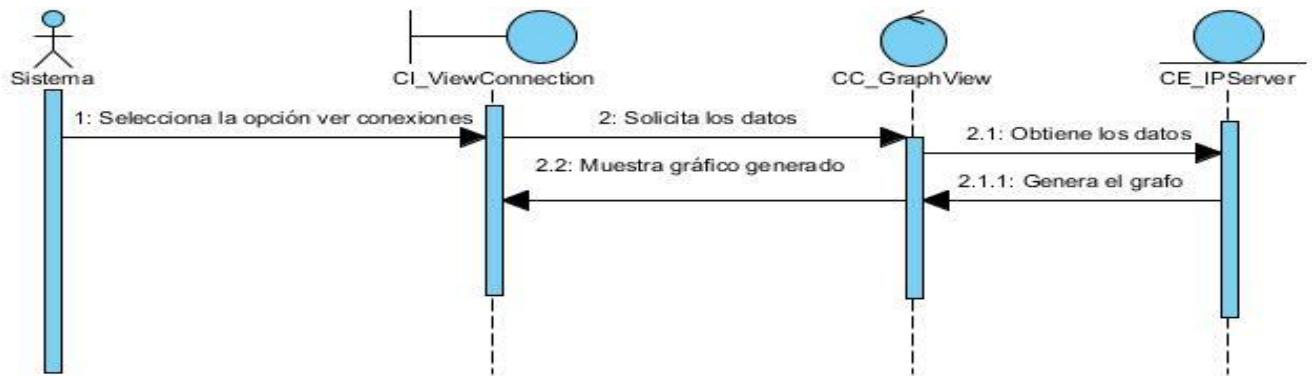 Sistema
CI_ViewConnection
CC_GraphView
CE_IPServer
1: Selecciona la opción ver conexiones
2: Solicita los datos
2.1: Obtiene los datos
2.2: Muestra gráfico generado
2.1.1: Genera el grafo